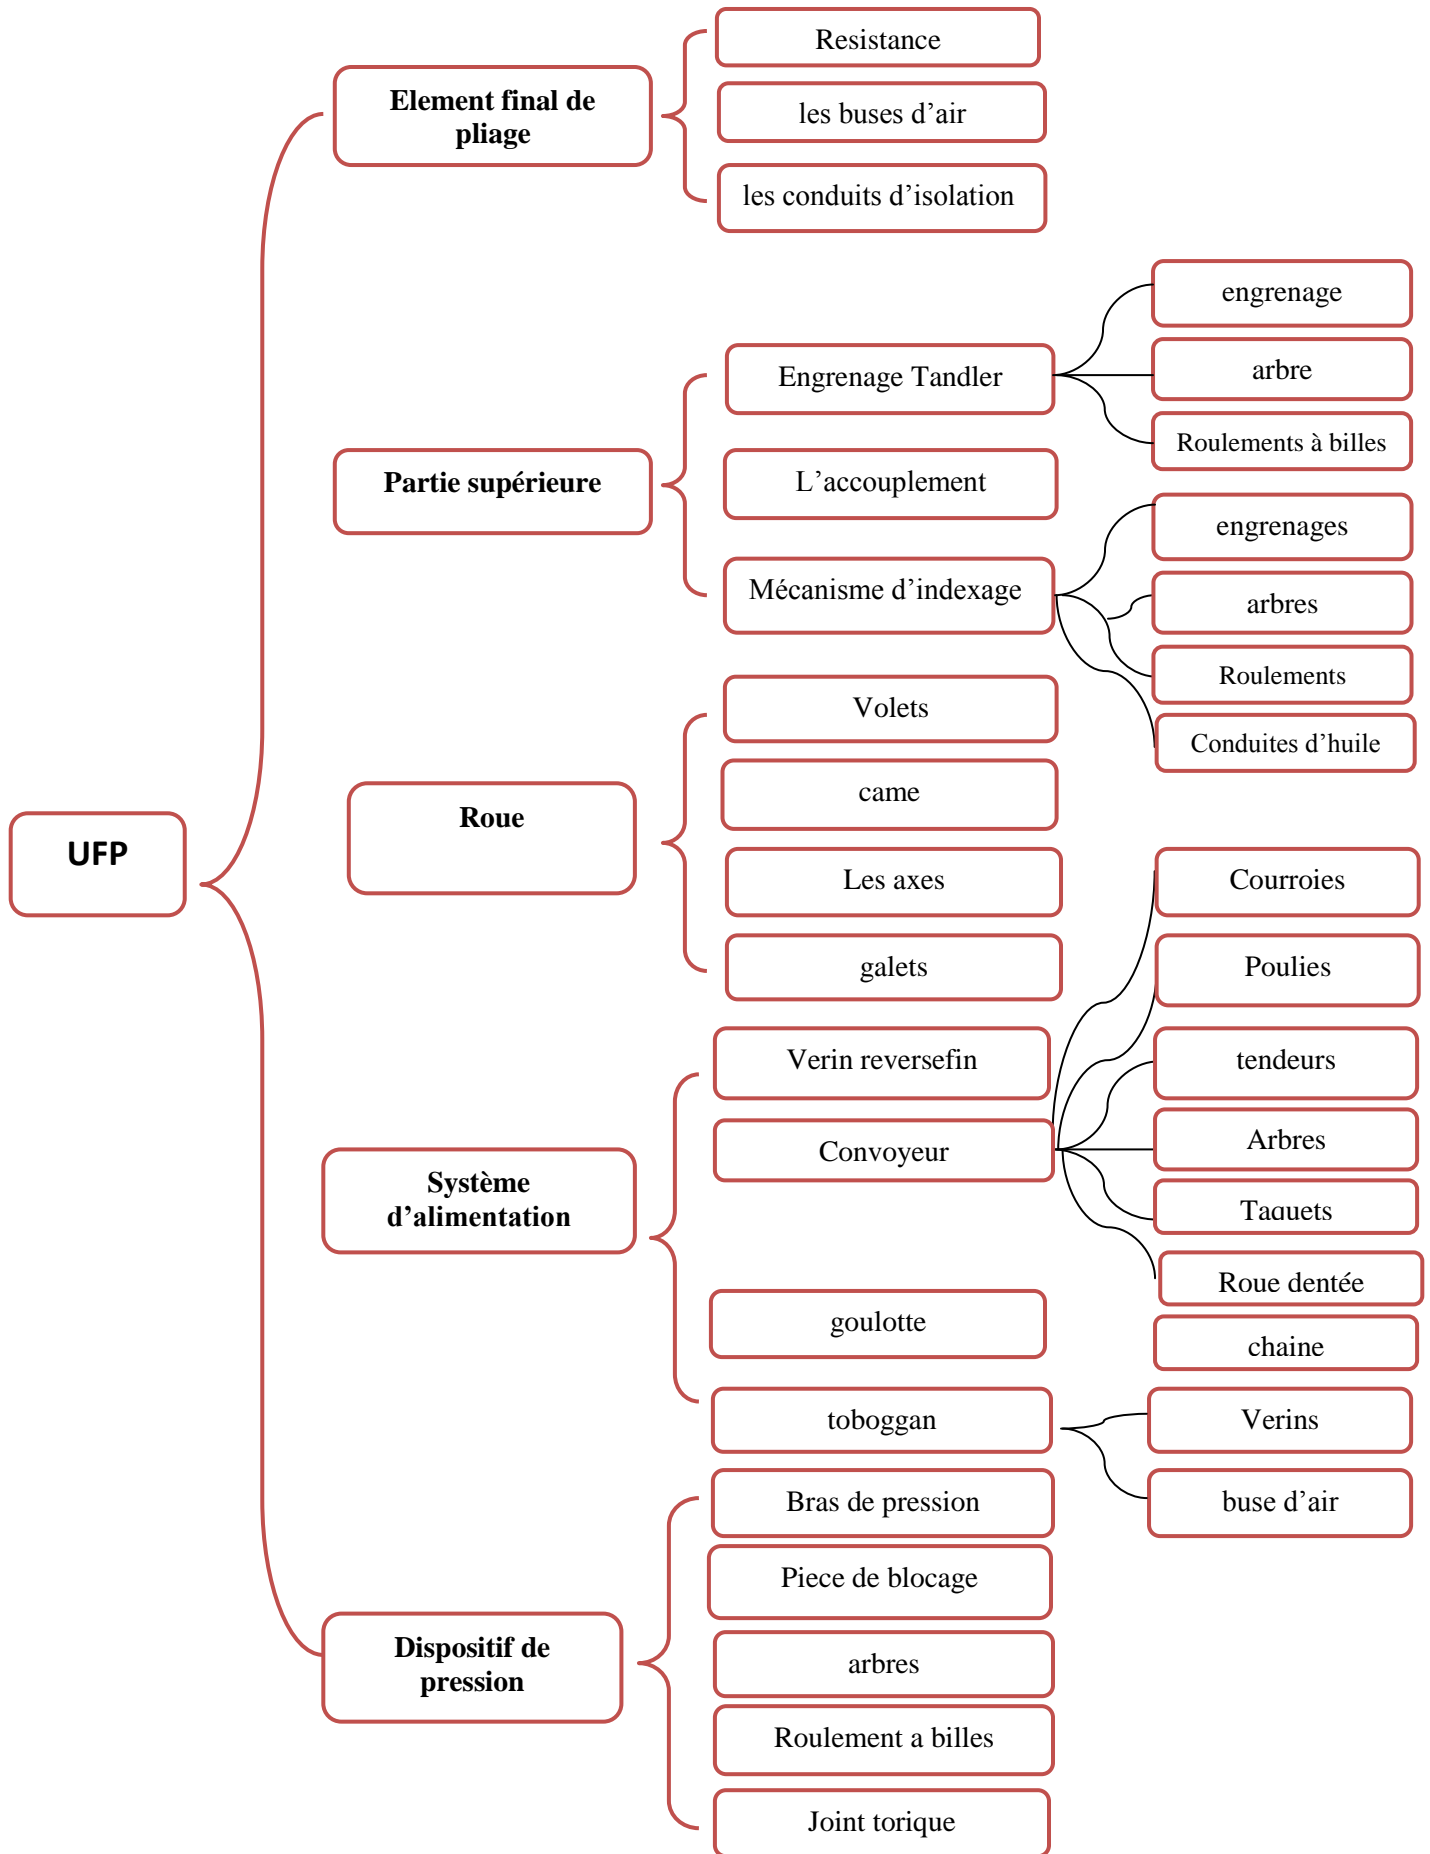 UFP
Element final de
pliage
Resistance
les buses d’air
les conduits d’isolation
Partie supérieure
Engrenage Tandler
engrenage
arbre
Roulements à billes
L’accouplement
Mécanisme d’indexage
engrenages
arbres
Roulements
Conduites d’huile
Roue
Volets
came
Les axes
galets
Système
d’alimentation
Verin reversefin
Convoyeur
Courroies
Poulies
tendeurs
Arbres
Taquets
Roue dentée
chaine
goulotte
toboggan
Verins
buse d’air
Dispositif de
pression
Bras de pression
Piece de blocage
arbres
Roulement a billes
Joint torique